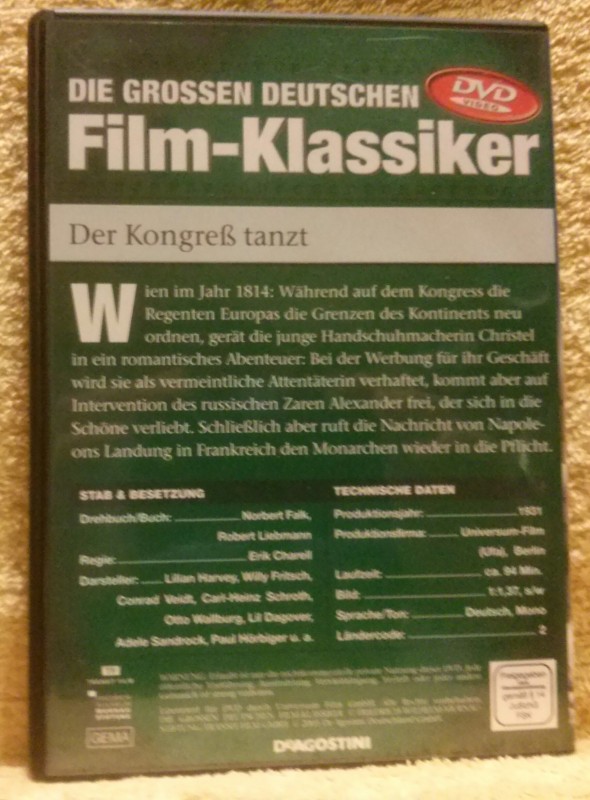 DIE GROSSEN DEUTSCHEN
DVD
VIDEO
Film-Klassiker
Der Kongreß tanzt
Wien im Jahr 1814: Während auf dem Kongress die
Regenten Europas die Grenzen des Kontinents neu
ordnen, gerät die junge Handschuhmacherin Christel
in ein romantisches Abenteuer: Bei der Werbung für ihr Geschäft
wird sie als vermeintliche Attentäterin verhaftet, kommt aber auf
Intervention des russischen Zaren Alexander frei, der sich in die
Schöne verliebt. Schließlich aber ruft die Nachricht von Napole-
ons Landung in Frankreich den Monarchen wieder in die Pflicht.
STAB & BESETZUNG
Drehbuch/Buch: Norbert Falk,
Robert Liebmann
Regie: Erik Charell
Darsteller: Lilian Harvey, Willy Fritsch,
Conrad Veidt, Carl-Heinz Schroth,
Otto Wallburg, Lil Dagover,
Adele Sandrock, Paul Hörbiger u. a.
TECHNISCHE DATEN
Produktionsjahr: 1931
Produktionsfirma: Universum-Film
(Ufa), Berlin
Laufzeit: ca. 94 Min.
Bild: 1:1,37, s/w
Sprache/Ton: Deutsch, Mono
Ländercode: 2
GEMA
DEAGOSTINI